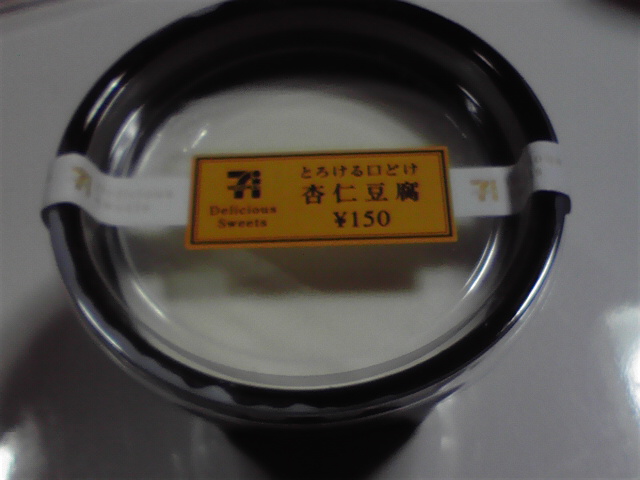 とろける口どけ
杏仁豆腐
¥150
7i
Delicious
Sweets